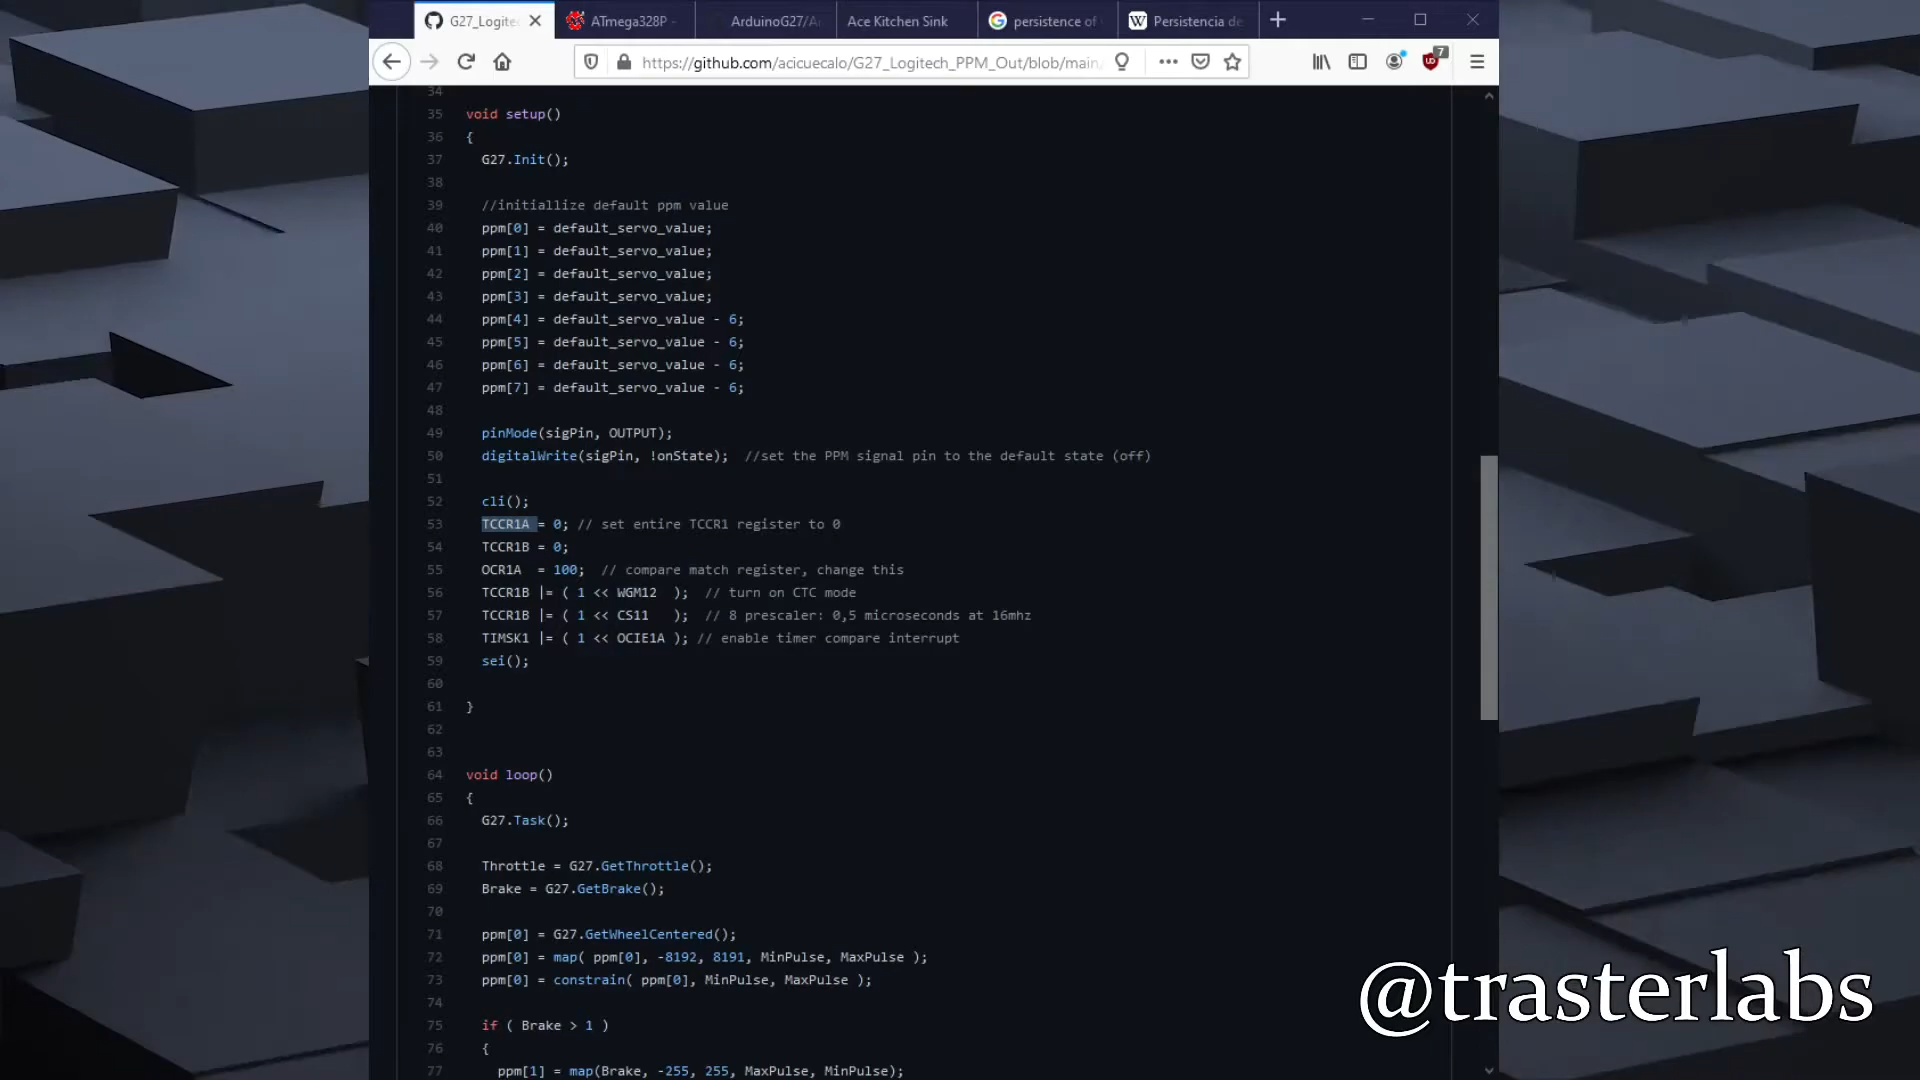 G27_Logite
ATmega328P -
ArduinoG27/A
Ace Kitchen Sink
persistence of
Persistencia de
https://github.com/acicuecalo/G27_Logitech_PPM_Out/blob/main
7
34
35 void setup()
36 {
37 G27.Init();
38
39 //initiallize default ppm value
40 ppm[0] = default_servo_value;
41 ppm[1] = default_servo_value;
42 ppm[2] = default_servo_value;
43 ppm[3] = default_servo_value;
44 ppm[4] = default_servo_value - 6;
45 ppm[5] = default_servo_value - 6;
46 ppm[6] = default_servo_value - 6;
47 ppm[7] = default_servo_value - 6;
48
49 pinMode(sigPin, OUTPUT);
50 digitalWrite(sigPin, !onState); //set the PPM signal pin to the default state (off)
51
52 cli();
53 TCCR1A = 0; // set entire TCCR1 register to 0
54 TCCR1B = 0;
55 OCR1A = 100; // compare match register, change this
56 TCCR1B |= ( 1 << WGM12 ); // turn on CTC mode
57 TCCR1B |= ( 1 << CS11 ); // 8 prescaler: 0,5 microseconds at 16mhz
58 TIMSK1 |= ( 1 << OCIE1A ); // enable timer compare interrupt
59 sei();
60
61 }
62
63
64 void loop()
65 {
66 G27.Task();
67
68 Throttle = G27.GetThrottle();
69 Brake = G27.GetBrake();
70
71 ppm[0] = G27.GetWheelCentered();
72 ppm[0] = map( ppm[0], -8192, 8191, MinPulse, MaxPulse );
73 ppm[0] = constrain( ppm[0], MinPulse, MaxPulse );
74
75 if ( Brake > 1 )
76 {
77 ppm[1] = map(Brake, -255, 255, MaxPulse, MinPulse);
@trasterlabs